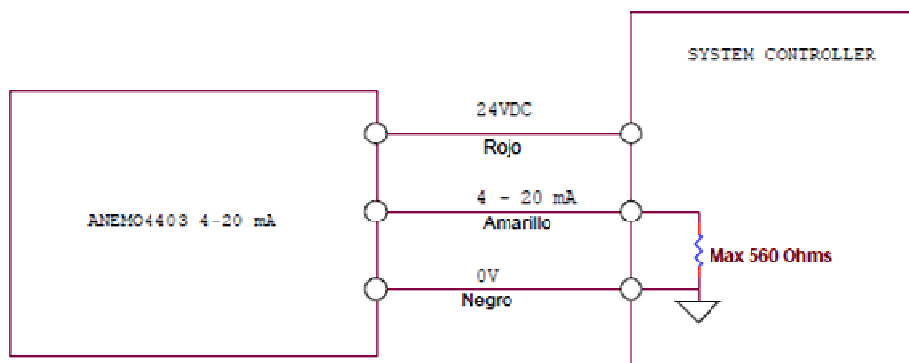 SYSTEM CONTROLLER
24VDC
Rojo
ANEMO4403 4-20 mA
4 - 20 mA
Amarillo
Max 560 Ohms
0V
Negro